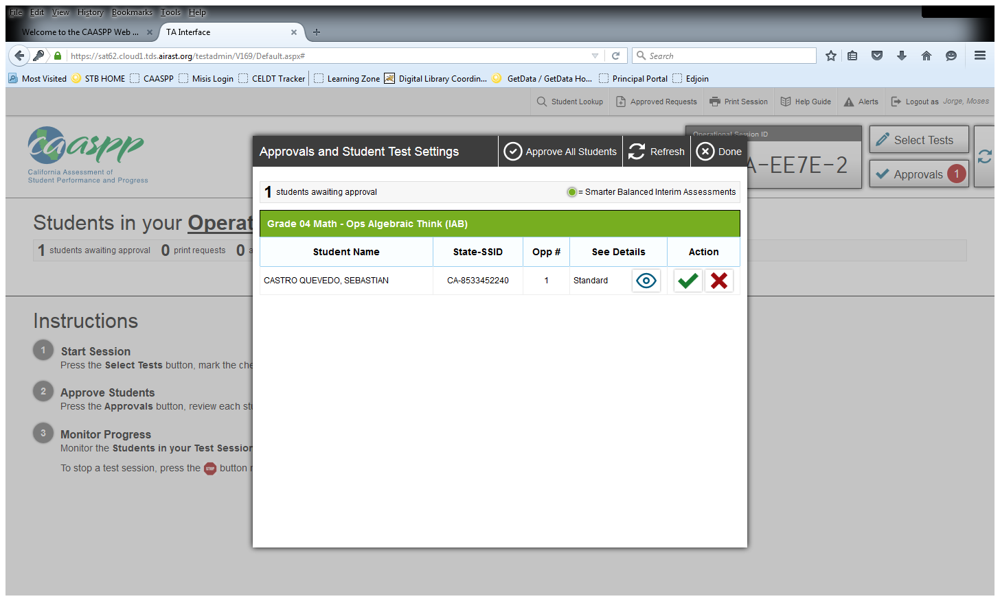 File Edit View History Bookmarks Tools Help
Welcome to the CAASPP Web ... TA Interface
https://sat62.cloud1.tds.airast.org/testadmin/V169/Default.aspx# Search
Most Visited STB HOME CAASPP Misis Login CELDT Tracker Learning Zone Digital Library Coordin... GetData / GetData Ho... Principal Portal Edjoin
Student Lookup Approved Requests Print Session Help Guide Alerts Logout as Jorge, Moses
caaspp
California Assessment of
Student Performance and Progress
Operational Session ID
A-EE7E-2
Select Tests
Approvals 1
Approvals and Student Test Settings Approve All Students Refresh Done
1 students awaiting approval = Smarter Balanced Interim Assessments
Grade 04 Math - Ops Algebraic Think (IAB)
Student Name State-SSID Opp # See Details Action
CASTRO QUEVEDO, SEBASTIAN CA-8533452240 1 Standard
Students in your Operat
1 students awaiting approval 0 print requests 0 a
Instructions
1 Start Session
Press the Select Tests button, mark the che
2 Approve Students
Press the Approvals button, review each stu
3 Monitor Progress
Monitor the Students in your Test Session
To stop a test session, press the STOP button